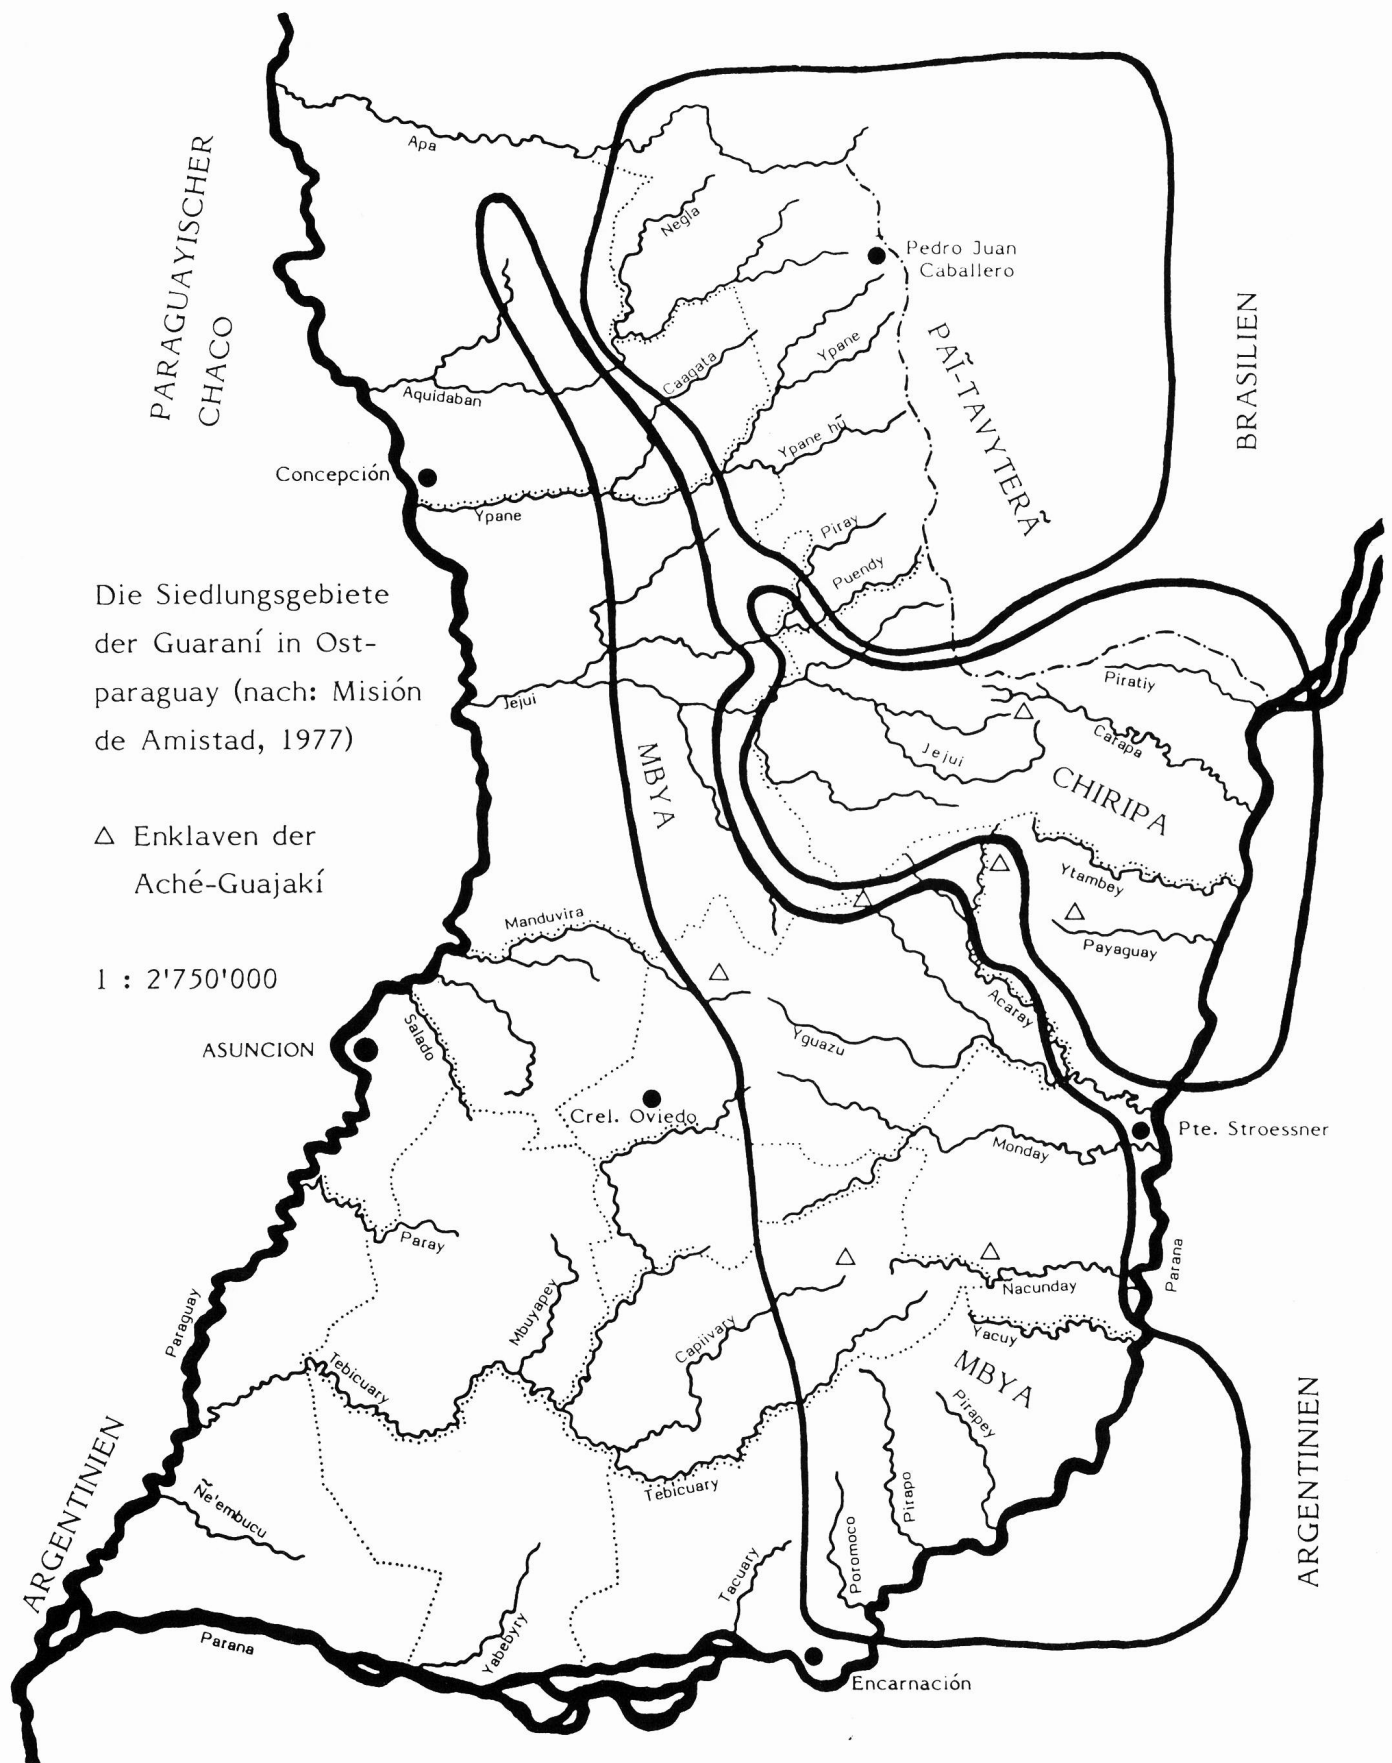 Apa
PARAGUAYISCHER
CHACO
Negla
Pedro Juan
Caballero
BRASILIEN
PAĨ-TAVYTERÃ
Ypane
Caagata
Aquidaban
Ypane hũ
Concepción
Ypane
Piray
Puendy
Die Siedlungsgebiete
der Guaraní in Ost-
paraguay (nach: Misión
de Amistad, 1977)
Jejui
Piratiy
Carapa
Jejui
MBYA
CHIRIPA
△ Enklaven der
Aché-Guajakí
Ytambey
Manduvira
Payaguay
1 : 2'750'000
Acaray
Salado
Yguazu
ASUNCION
Crel. Oviedo
Pte. Stroessner
Monday
Paray
Parana
Nacunday
Mbuyapey
Paraguay
Capiivary
Yacuy
Tebicuary
MBYA
Pirapey
ARGENTINIEN
ARGENTINIEN
Tebicuary
Pirapo
Ñe'embucu
Poromoco
Tacuary
Parana
Yabebyry
Encarnación